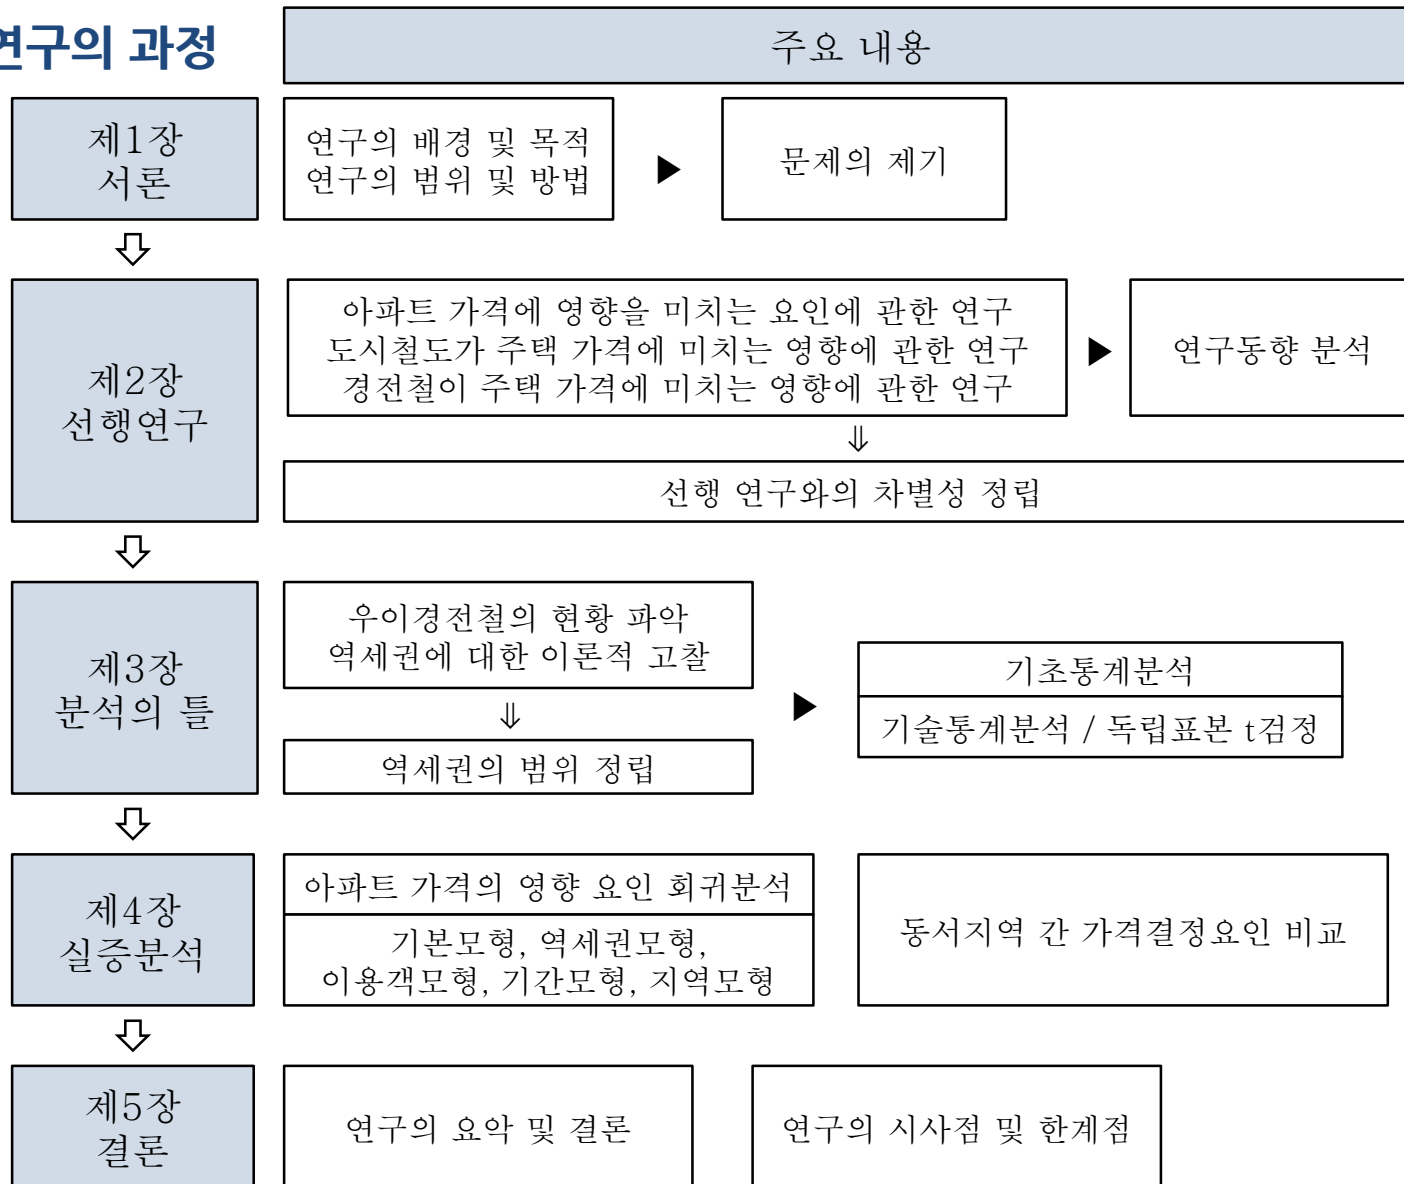 연구의 과정
주요 내용
제1장
서론
연구의 배경 및 목적
연구의 범위 및 방법
▶
문제의 제기
제2장
선행연구
아파트 가격에 영향을 미치는 요인에 관한 연구
도시철도가 주택 가격에 미치는 영향에 관한 연구
경전철이 주택 가격에 미치는 영향에 관한 연구
▶
연구동향 분석
⇓
선행 연구와의 차별성 정립
제3장
분석의 틀
우이경전철의 현황 파악
역세권에 대한 이론적 고찰
⇓
역세권의 범위 정립
▶
기초통계분석
기술통계분석 / 독립표본 t검정
제4장
실증분석
아파트 가격의 영향 요인 회귀분석
기본모형, 역세권모형,
이용객모형, 기간모형, 지역모형
동서지역 간 가격결정요인 비교
제5장
결론
연구의 요약 및 결론
연구의 시사점 및 한계점